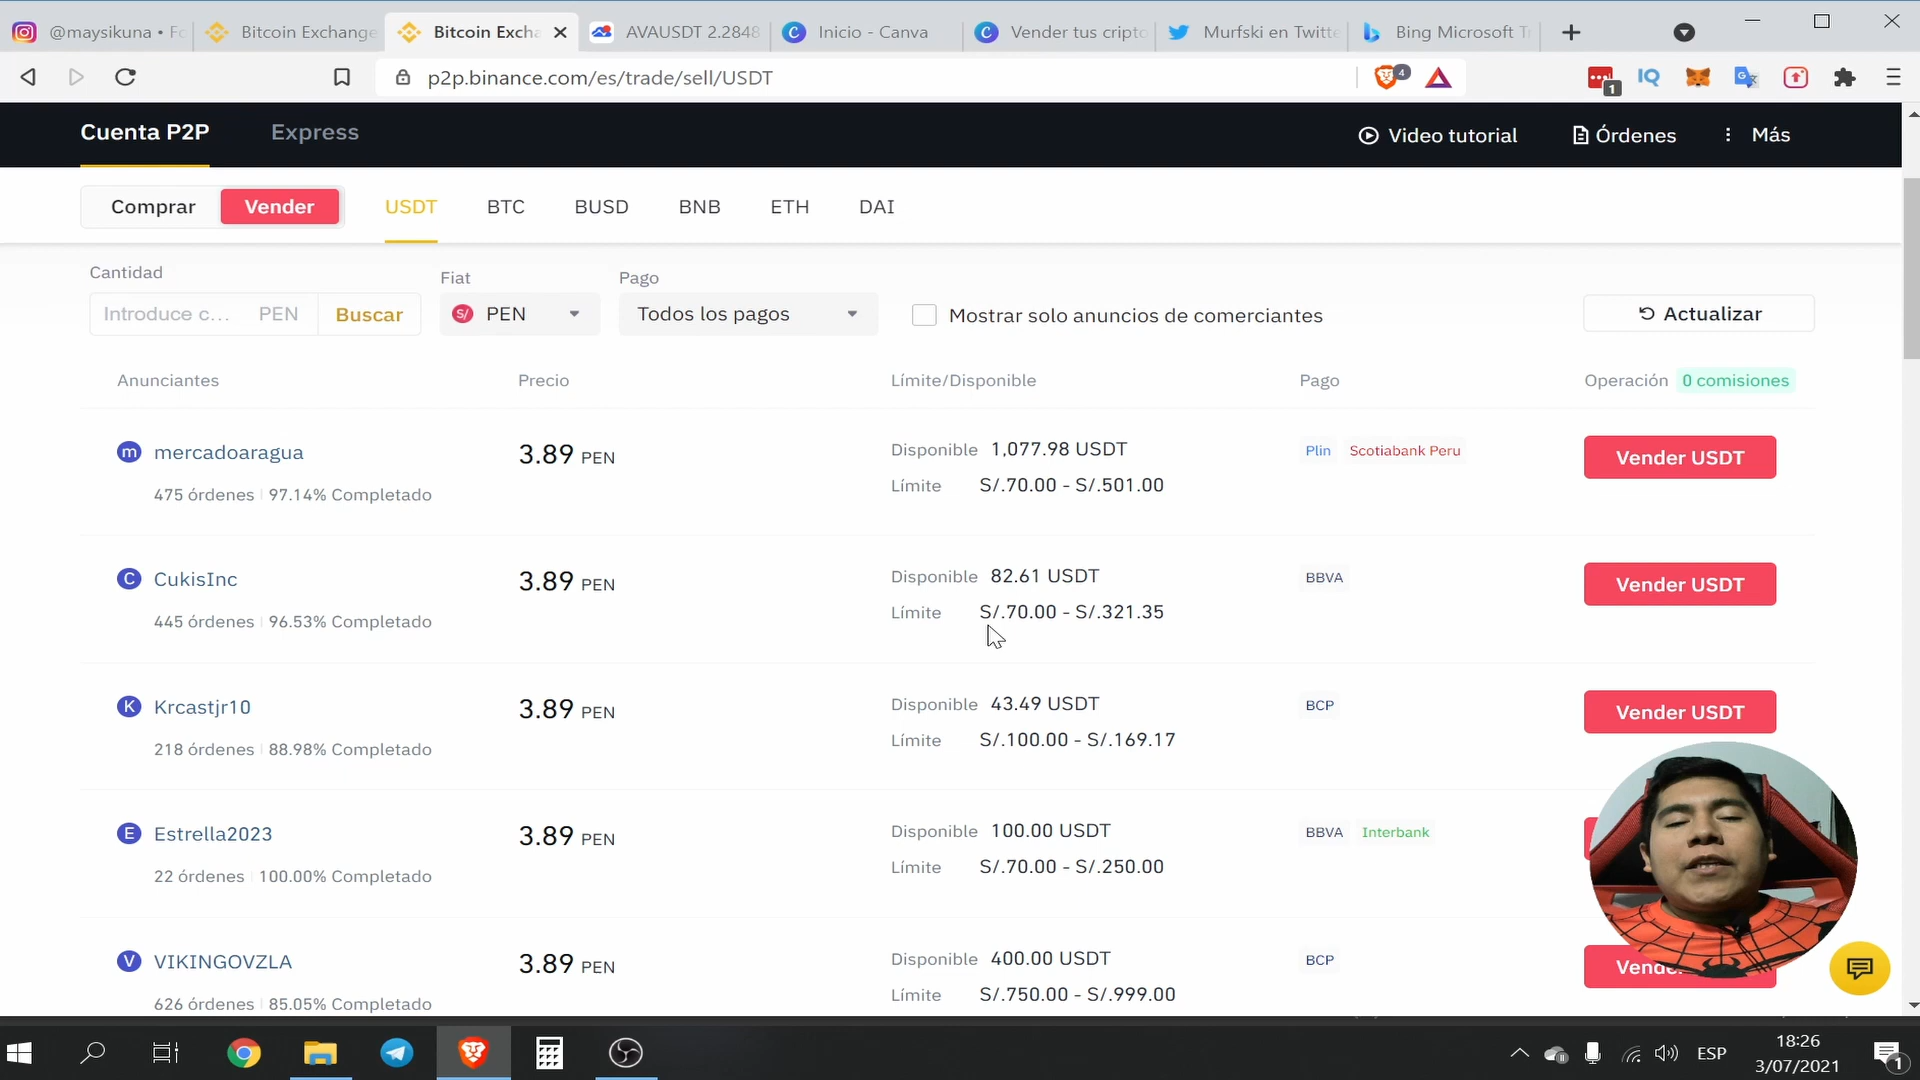 @maysikuna • Fo
Bitcoin Exchange
Bitcoin Excha
AVAUSDT 2.2848
Inicio - Canva
Vender tus cripto
Murfski en Twitte
Bing Microsoft Tr
p2p.binance.com/es/trade/sell/USDT
4
1
IQ
Cuenta P2P
Express
Video tutorial
Órdenes
Más
Comprar
Vender
USDT
BTC
BUSD
BNB
ETH
DAI
Cantidad
Fiat
Pago
Introduce c...
PEN
Buscar
S/
PEN
Todos los pagos
Mostrar solo anuncios de comerciantes
Actualizar
Anunciantes
Precio
Límite/Disponible
Pago
Operación
0 comisiones
m
mercadoaragua
475 órdenes | 97.14% Completado
3.89 PEN
Disponible 1,077.98 USDT
Límite S/.70.00 - S/.501.00
Plin
Scotiabank Peru
Vender USDT
C
CukisInc
445 órdenes | 96.53% Completado
3.89 PEN
Disponible 82.61 USDT
Límite S/.70.00 - S/.321.35
BBVA
Vender USDT
K
Krcastjr10
218 órdenes | 88.98% Completado
3.89 PEN
Disponible 43.49 USDT
Límite S/.100.00 - S/.169.17
BCP
Vender USDT
E
Estrella2023
22 órdenes | 100.00% Completado
3.89 PEN
Disponible 100.00 USDT
Límite S/.70.00 - S/.250.00
BBVA
Interbank
V
VIKINGOVZLA
626 órdenes | 85.05% Completado
3.89 PEN
Disponible 400.00 USDT
Límite S/.750.00 - S/.999.00
BCP
ESP
18:26
3/07/2021
1